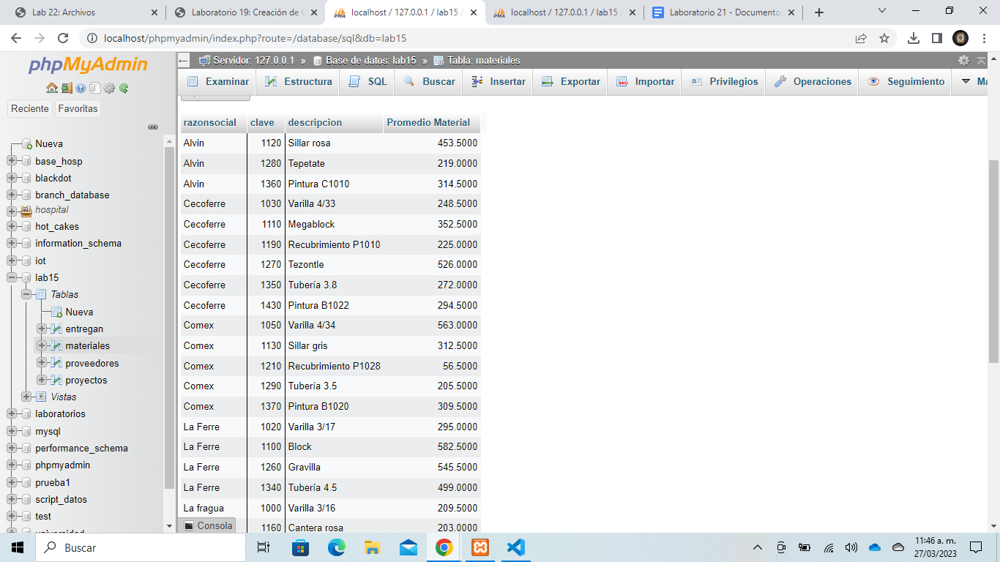 Lab 22: Archivos
Laboratorio 19: Creación de
localhost / 127.0.0.1 / lab15
localhost / 127.0.0.1 / lab15
Laboratorio 21 - Documento
localhost/phpmyadmin/index.php?route=/database/sql&db=lab15
phpMyAdmin
Reciente Favoritas
Nueva
base_hosp
blackdot
branch_database
hospital
hot_cakes
information_schema
iot
lab15
Tablas
Nueva
entregan
materiales
proveedores
proyectos
Vistas
laboratorios
mysql
performance_schema
phpmyadmin
prueba1
script_datos
test
universidad
Servidor: 127.0.0.1 » Base de datos: lab15 » Tabla: materiales
Examinar Estructura SQL Buscar Insertar Exportar Importar Privilegios Operaciones Seguimiento Ma
razonsocial clave descripcion Promedio Material
Alvin 1120 Sillar rosa 453.5000
Alvin 1280 Tepetate 219.0000
Alvin 1360 Pintura C1010 314.5000
Cecoferre 1030 Varilla 4/33 248.5000
Cecoferre 1110 Megablock 352.5000
Cecoferre 1190 Recubrimiento P1010 225.0000
Cecoferre 1270 Tezontle 526.0000
Cecoferre 1350 Tubería 3.8 272.0000
Cecoferre 1430 Pintura B1022 294.5000
Comex 1050 Varilla 4/34 563.0000
Comex 1130 Sillar gris 312.5000
Comex 1210 Recubrimiento P1028 56.5000
Comex 1290 Tubería 3.5 205.5000
Comex 1370 Pintura B1020 309.5000
La Ferre 1020 Varilla 3/17 295.0000
La Ferre 1100 Block 582.5000
La Ferre 1260 Gravilla 545.5000
La Ferre 1340 Tubería 4.5 499.0000
La fragua 1000 Varilla 3/16 209.5000
1160 Cantera rosa 203.0000
Consola
Buscar
11:46 a. m.
27/03/2023